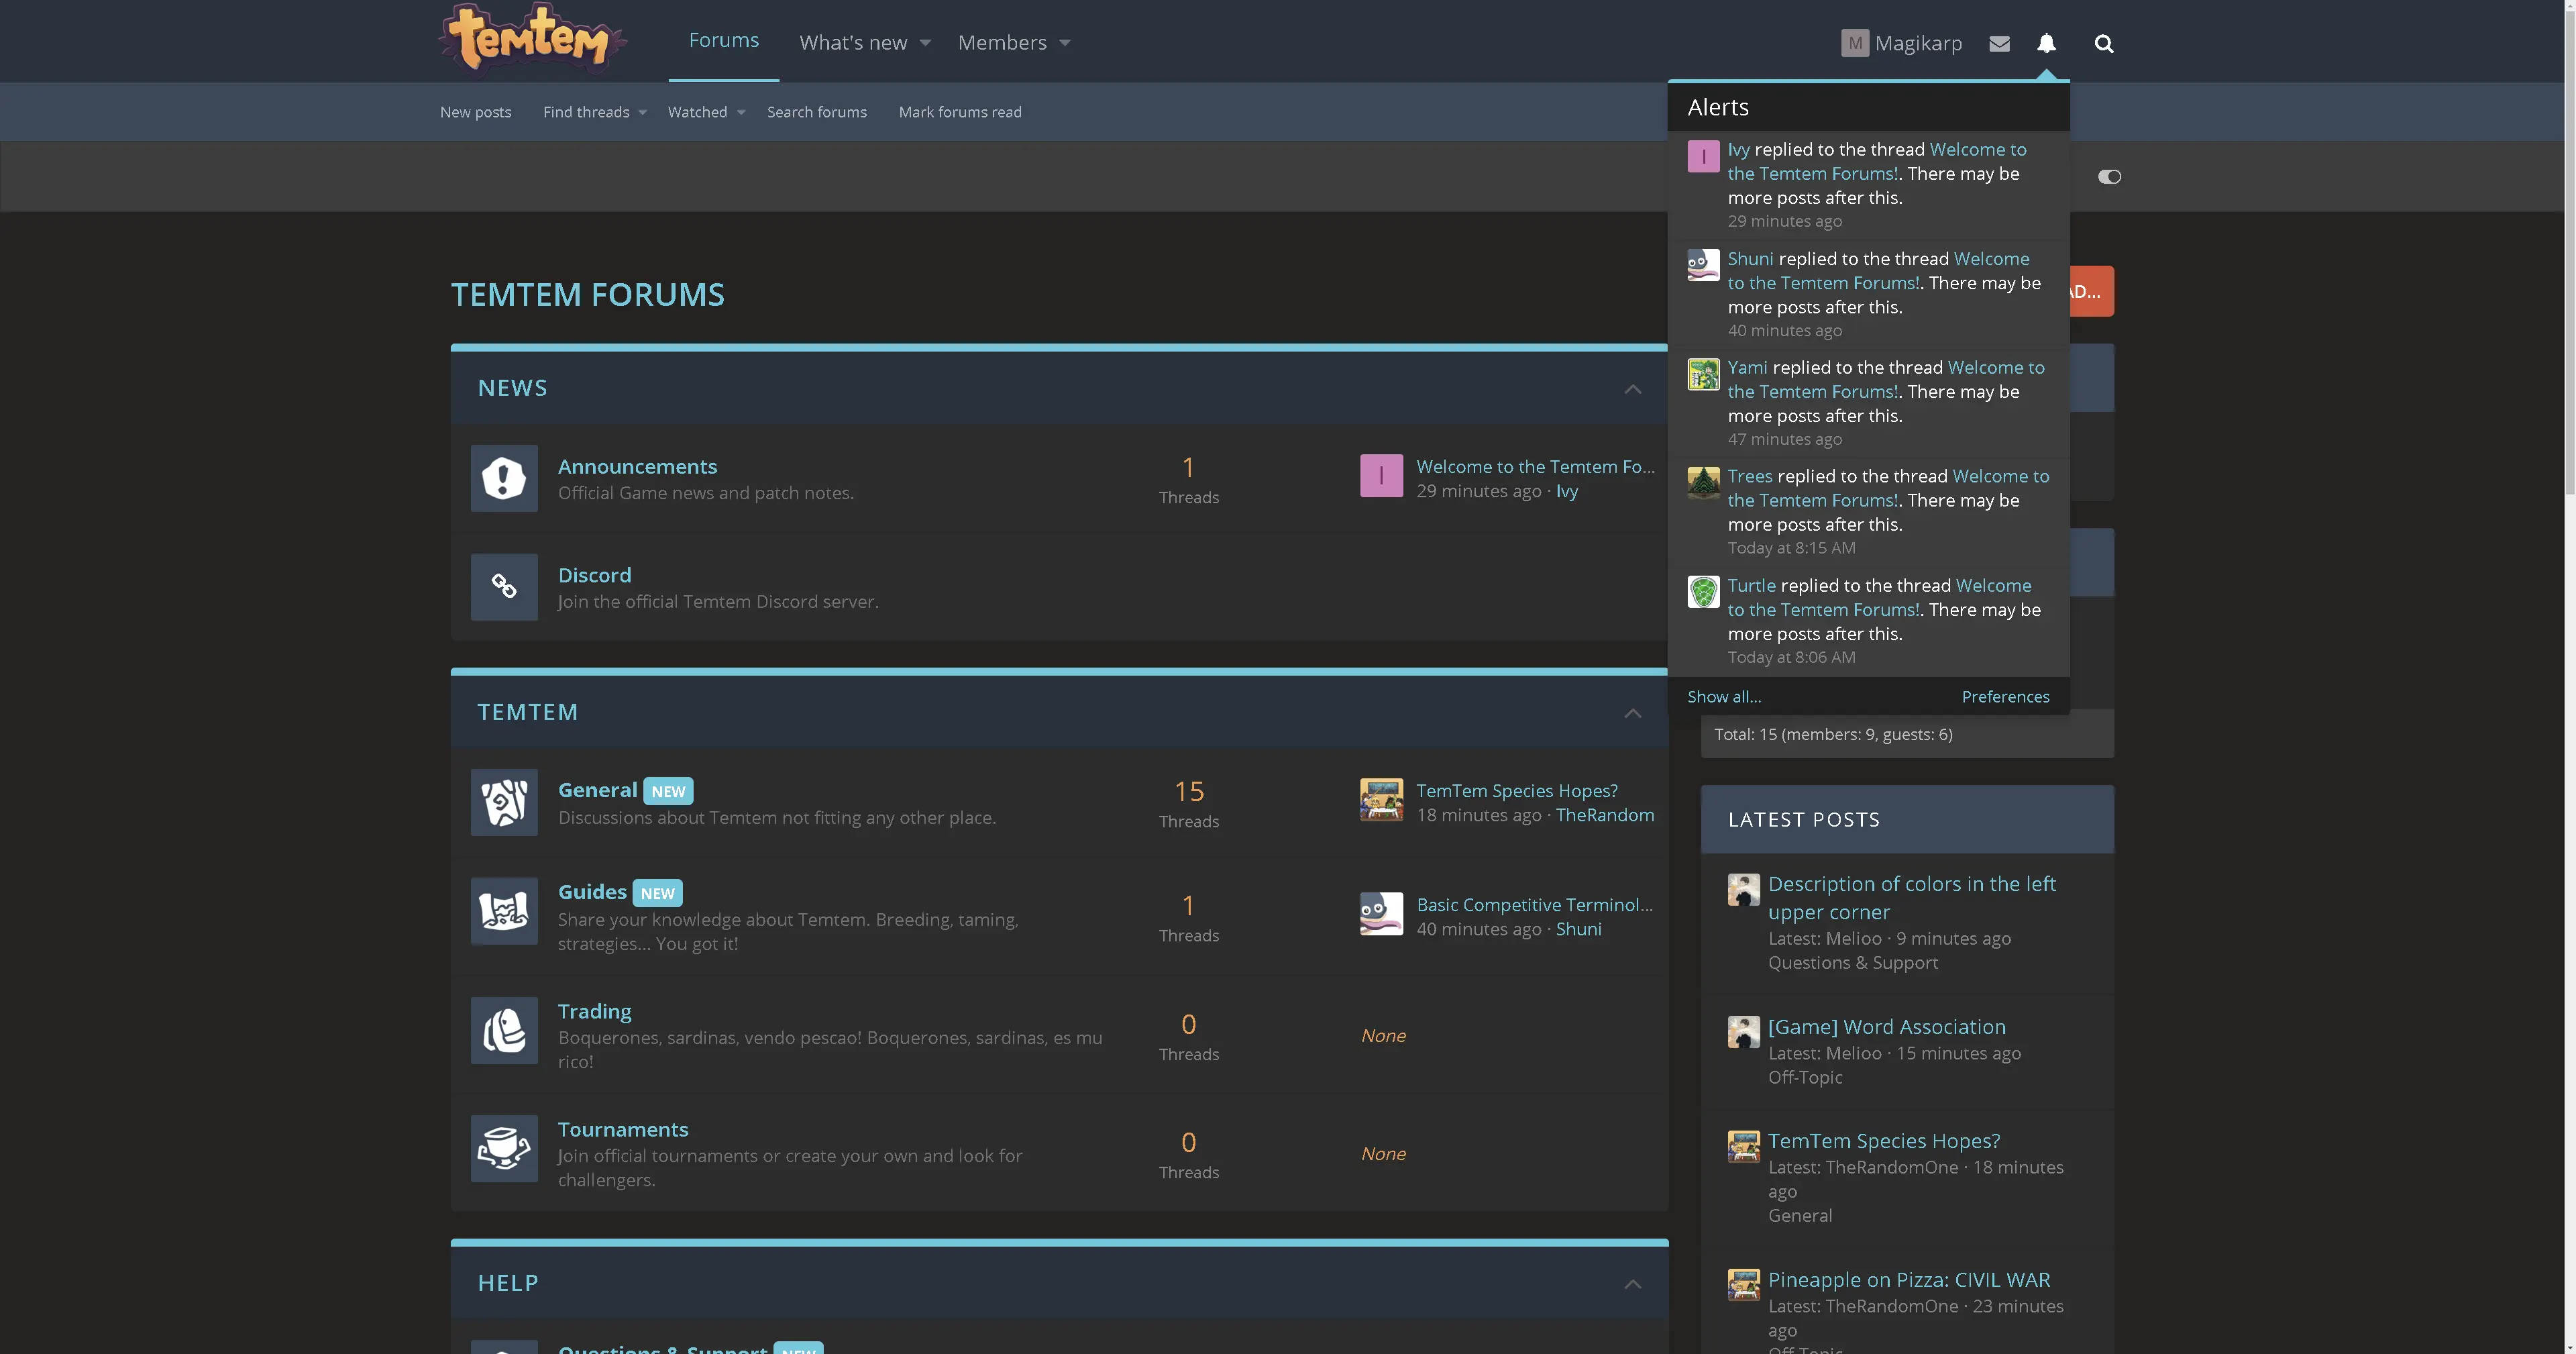 temtem
Forums
What's new
Members
M Magikarp
New posts
Find threads
Watched
Search forums
Mark forums read
Alerts
I
Ivy replied to the thread Welcome to
the Temtem Forums!. There may be
more posts after this.
29 minutes ago
Shuni replied to the thread Welcome
to the Temtem Forums!. There may be
more posts after this.
40 minutes ago
Yami replied to the thread Welcome to
the Temtem Forums!. There may be
more posts after this.
47 minutes ago
Trees replied to the thread Welcome to
the Temtem Forums!. There may be
more posts after this.
Today at 8:15 AM
Turtle replied to the thread Welcome
to the Temtem Forums!. There may be
more posts after this.
Today at 8:06 AM
Show all...
Preferences
TEMTEM FORUMS
AD...
NEWS
Announcements
Official Game news and patch notes.
1
Threads
I
Welcome to the Temtem Fo...
29 minutes ago · Ivy
Discord
Join the official Temtem Discord server.
TEMTEM
General NEW
Discussions about Temtem not fitting any other place.
15
Threads
TemTem Species Hopes?
18 minutes ago · TheRandom
Guides NEW
Share your knowledge about Temtem. Breeding, taming,
strategies... You got it!
1
Threads
Basic Competitive Terminol...
40 minutes ago · Shuni
Trading
Boquerones, sardinas, vendo pescao! Boquerones, sardinas, es mu
rico!
0
Threads
None
Tournaments
Join official tournaments or create your own and look for
challengers.
0
Threads
None
HELP
Questions & Support NEW
Total: 15 (members: 9, guests: 6)
LATEST POSTS
Description of colors in the left
upper corner
Latest: Melioo · 9 minutes ago
Questions & Support
[Game] Word Association
Latest: Melioo · 15 minutes ago
Off-Topic
TemTem Species Hopes?
Latest: TheRandomOne · 18 minutes
ago
General
Pineapple on Pizza: CIVIL WAR
Latest: TheRandomOne · 23 minutes
ago
Off-Topic